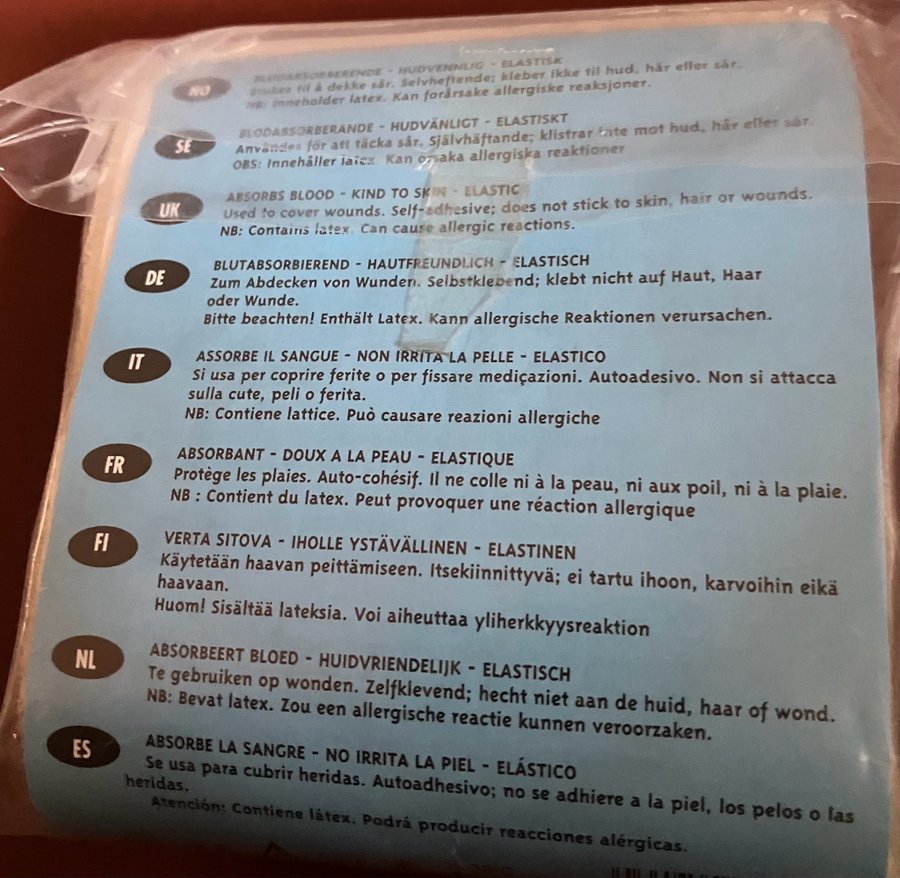 NO
BLODABSORBERENDE - HUDVENNLIG - ELASTISK
Brukes til å dekke sår. Selvheftende; kleber ikke til hud, hår eller sår.
NB: Inneholder latex. Kan forårsake allergiske reaksjoner.
SE
BLODABSORBERANDE - HUDVÄNLIGT - ELASTISKT
Användes för att täcka sår. Självhäftande; klistrar inte mot hud, hår eller sår.
OBS: Innehåller latex. Kan orsaka allergiska reaktioner
UK
ABSORBS BLOOD - KIND TO SKIN - ELASTIC
Used to cover wounds. Self-adhesive; does not stick to skin, hair or wounds.
NB: Contains latex. Can cause allergic reactions.
DE
BLUTABSORBIEREND - HAUTFREUNDLICH - ELASTISCH
Zum Abdecken von Wunden. Selbstklebend; klebt nicht auf Haut, Haar
oder Wunde.
Bitte beachten! Enthält Latex. Kann allergische Reaktionen verursachen.
IT
ASSORBE IL SANGUE - NON IRRITA LA PELLE - ELASTICO
Si usa per coprire ferite o per fissare mediçazioni. Autoadesivo. Non si attacca
sulla cute, peli o ferita.
NB: Contiene lattice. Può causare reazioni allergiche
FR
ABSORBANT - DOUX A LA PEAU - ELASTIQUE
Protège les plaies. Auto-cohésif. Il ne colle ni à la peau, ni aux poil, ni à la plaie.
NB : Contient du latex. Peut provoquer une réaction allergique
FI
VERTA SITOVA - IHOLLE YSTÄVÄLLINEN - ELASTINEN
Käytetään haavan peittämiseen. Itsekiinnittyvä; ei tartu ihoon, karvoihin eikä
haavaan.
Huom! Sisältää lateksia. Voi aiheuttaa yliherkkyysreaktion
NL
ABSORBEERT BLOED - HUIDVRIENDELIJK - ELASTISCH
Te gebruiken op wonden. Zelfklevend; hecht niet aan de huid, haar of wond.
NB: Bevat latex. Zou een allergische reactie kunnen veroorzaken.
ES
ABSORBE LA SANGRE - NO IRRITA LA PIEL - ELÁSTICO
Se usa para cubrir heridas. Autoadhesivo; no se adhiere a la piel, los pelos o las
heridas.
Atención: Contiene látex. Podrá producir reacciones alérgicas.